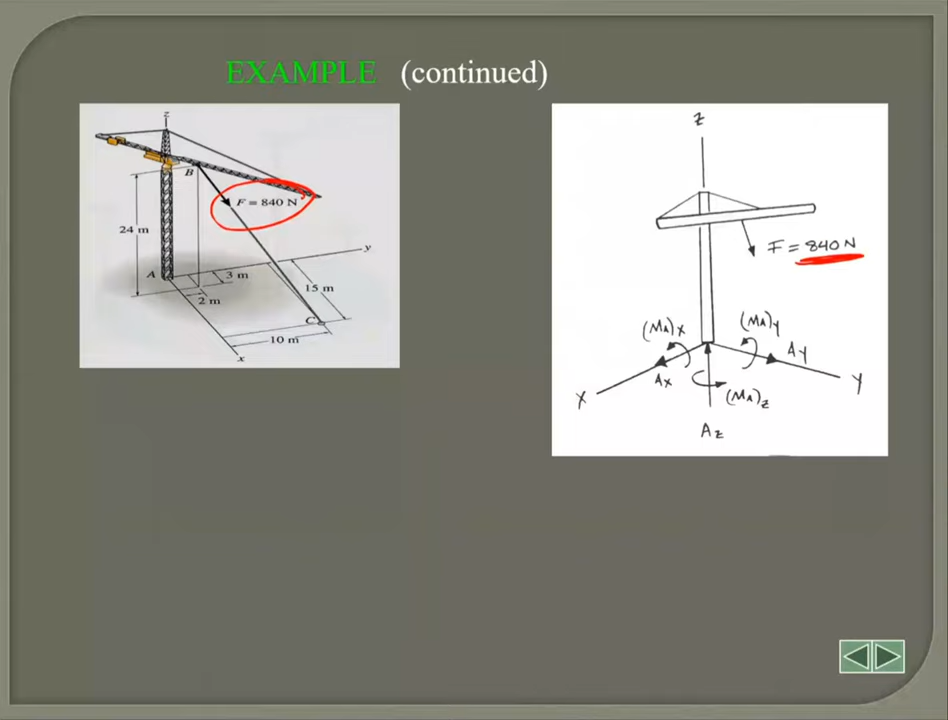 EXAMPLE (continued)
z
B
F = 840 N
24 m
y
A
3 m
15 m
2 m
C
10 m
x
Z
F = 840 N
(MA)X
(MA)y
Ay
Ax
X
(MA)z
Y
Az